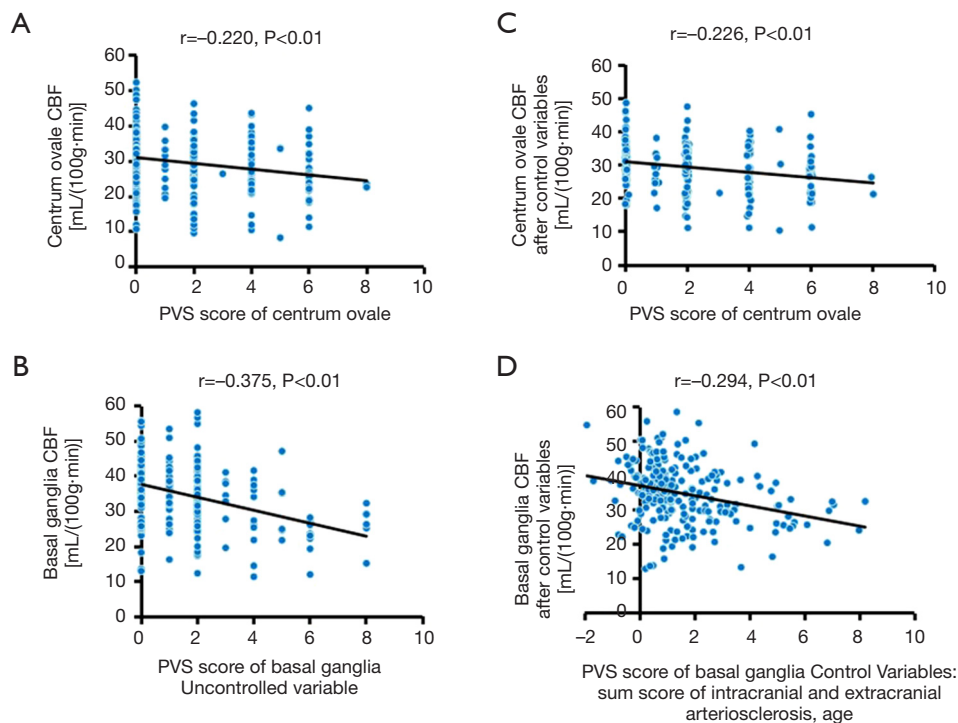 A
r=–0.220, P<0.01
Centrum ovale CBF
[mL/(100g·min)]
60
50
40
30
20
10
0
0 2 4 6 8 10
PVS score of centrum ovale
C
r=–0.226, P<0.01
Centrum ovale CBF
after control variables
[mL/(100g·min)]
60
50
40
30
20
10
0
0 2 4 6 8 10
PVS score of centrum ovale
B
r=–0.375, P<0.01
Basal ganglia CBF
[mL/(100g·min)]
60
50
40
30
20
10
0
0 2 4 6 8 10
PVS score of basal ganglia
Uncontrolled variable
D
r=–0.294, P<0.01
Basal ganglia CBF
after control variables
[mL/(100g·min)]
60
50
40
30
20
10
0
–2 0 2 4 6 8 10
PVS score of basal ganglia Control Variables:
sum score of intracranial and extracranial
arteriosclerosis, age